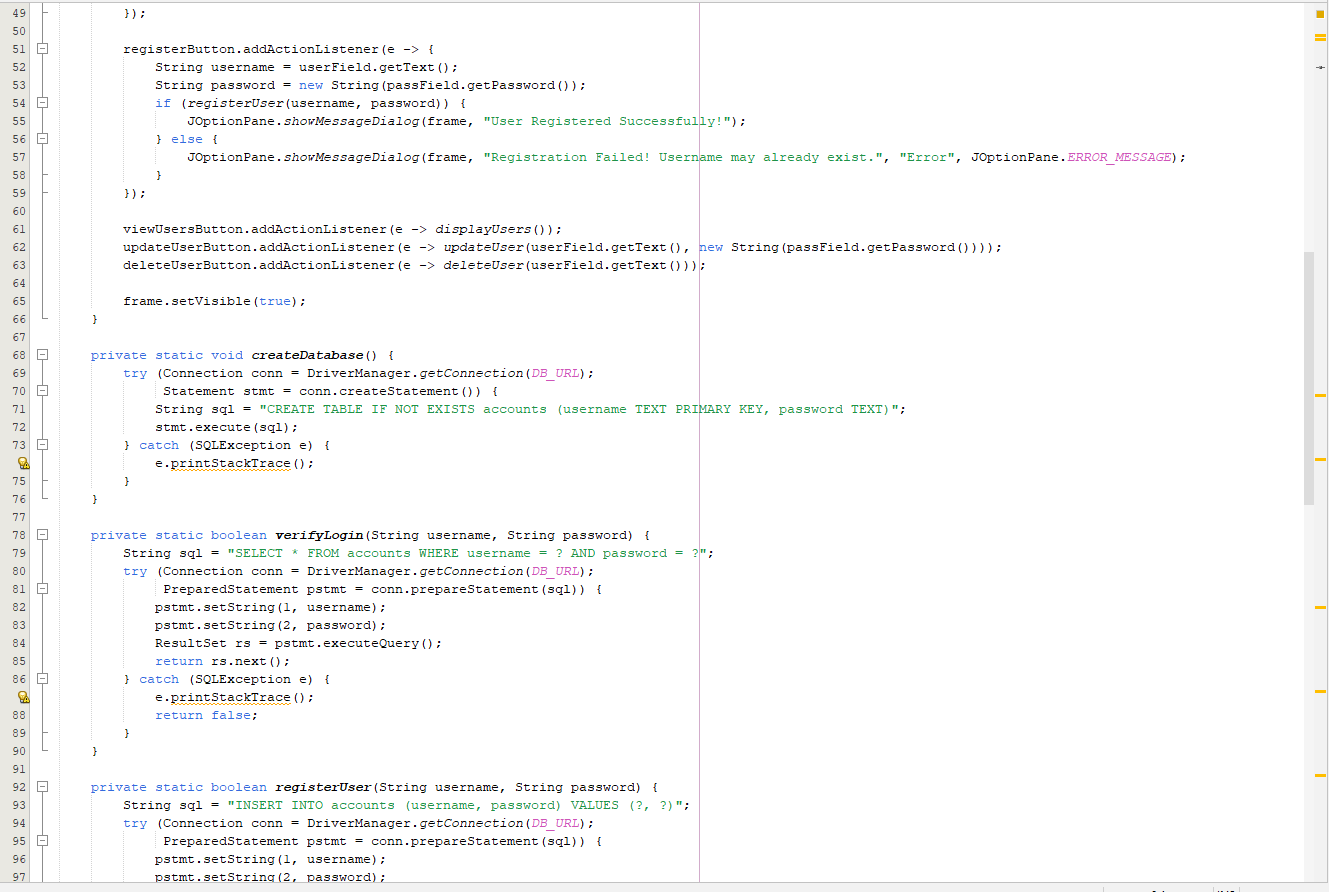 49 });
50
51 registerButton.addActionListener(e -> {
52 String username = userField.getText();
53 String password = new String(passField.getPassword());
54 if (registerUser(username, password)) {
55 JOptionPane.showMessageDialog(frame, "User Registered Successfully!");
56 } else {
57 JOptionPane.showMessageDialog(frame, "Registration Failed! Username may already exist.", "Error", JOptionPane.ERROR_MESSAGE);
58 }
59 });
60
61 viewUsersButton.addActionListener(e -> displayUsers());
62 updateUserButton.addActionListener(e -> updateUser(userField.getText(), new String(passField.getPassword())));
63 deleteUserButton.addActionListener(e -> deleteUser(userField.getText()));
64
65 frame.setVisible(true);
66 }
67
68 private static void createDatabase() {
69 try (Connection conn = DriverManager.getConnection(DB_URL);
70 Statement stmt = conn.createStatement()) {
71 String sql = "CREATE TABLE IF NOT EXISTS accounts (username TEXT PRIMARY KEY, password TEXT)";
72 stmt.execute(sql);
73 } catch (SQLException e) {
e.printStackTrace();
75 }
76 }
77
78 private static boolean verifyLogin(String username, String password) {
79 String sql = "SELECT * FROM accounts WHERE username = ? AND password = ?";
80 try (Connection conn = DriverManager.getConnection(DB_URL);
81 PreparedStatement pstmt = conn.prepareStatement(sql)) {
82 pstmt.setString(1, username);
83 pstmt.setString(2, password);
84 ResultSet rs = pstmt.executeQuery();
85 return rs.next();
86 } catch (SQLException e) {
e.printStackTrace();
88 return false;
89 }
90 }
91
92 private static boolean registerUser(String username, String password) {
93 String sql = "INSERT INTO accounts (username, password) VALUES (?, ?)";
94 try (Connection conn = DriverManager.getConnection(DB_URL);
95 PreparedStatement pstmt = conn.prepareStatement(sql)) {
96 pstmt.setString(1, username);
97 pstmt.setString(2, password);